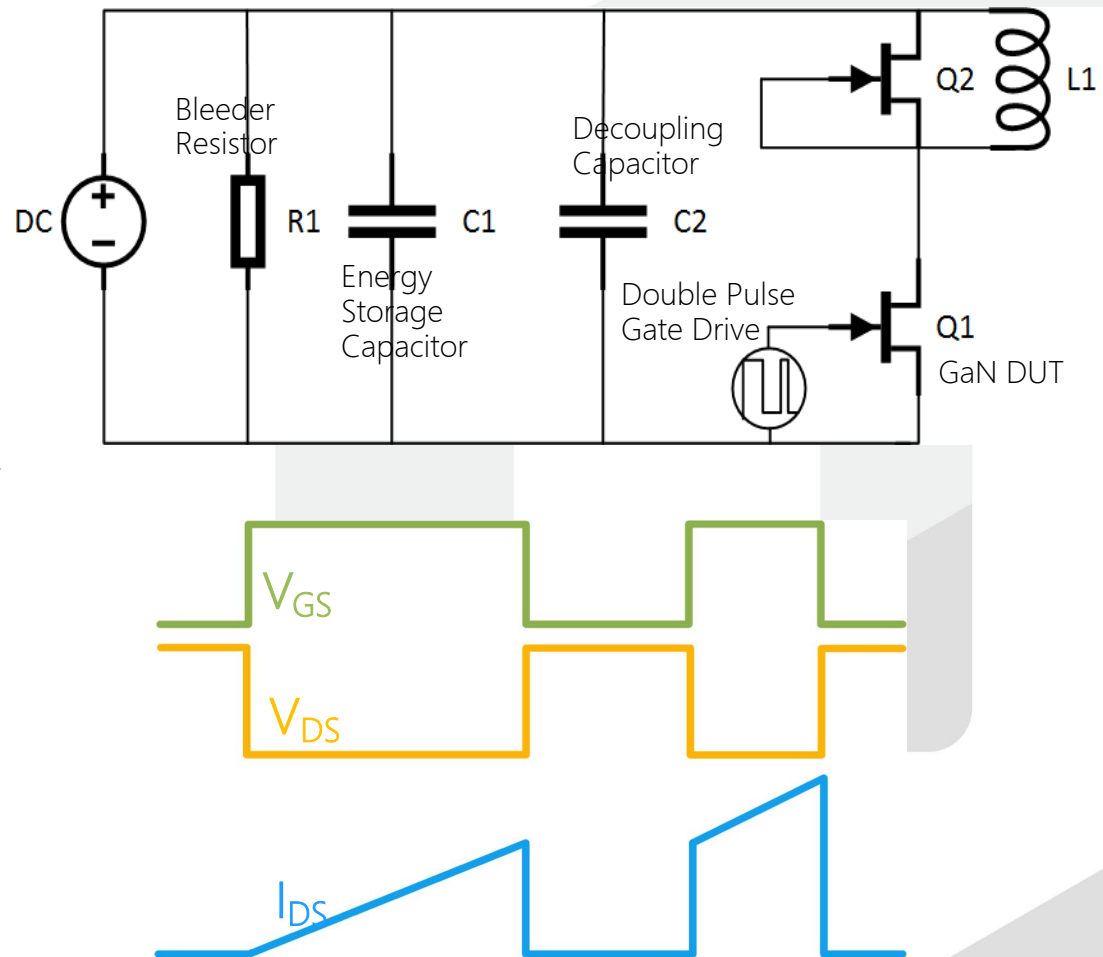 Bleeder
Resistor
DC
+
−
R1
C1
Energy
Storage
Capacitor
Decoupling
Capacitor
C2
Double Pulse
Gate Drive
Q2
L1
Q1
GaN DUT
VGS
VDS
IDS